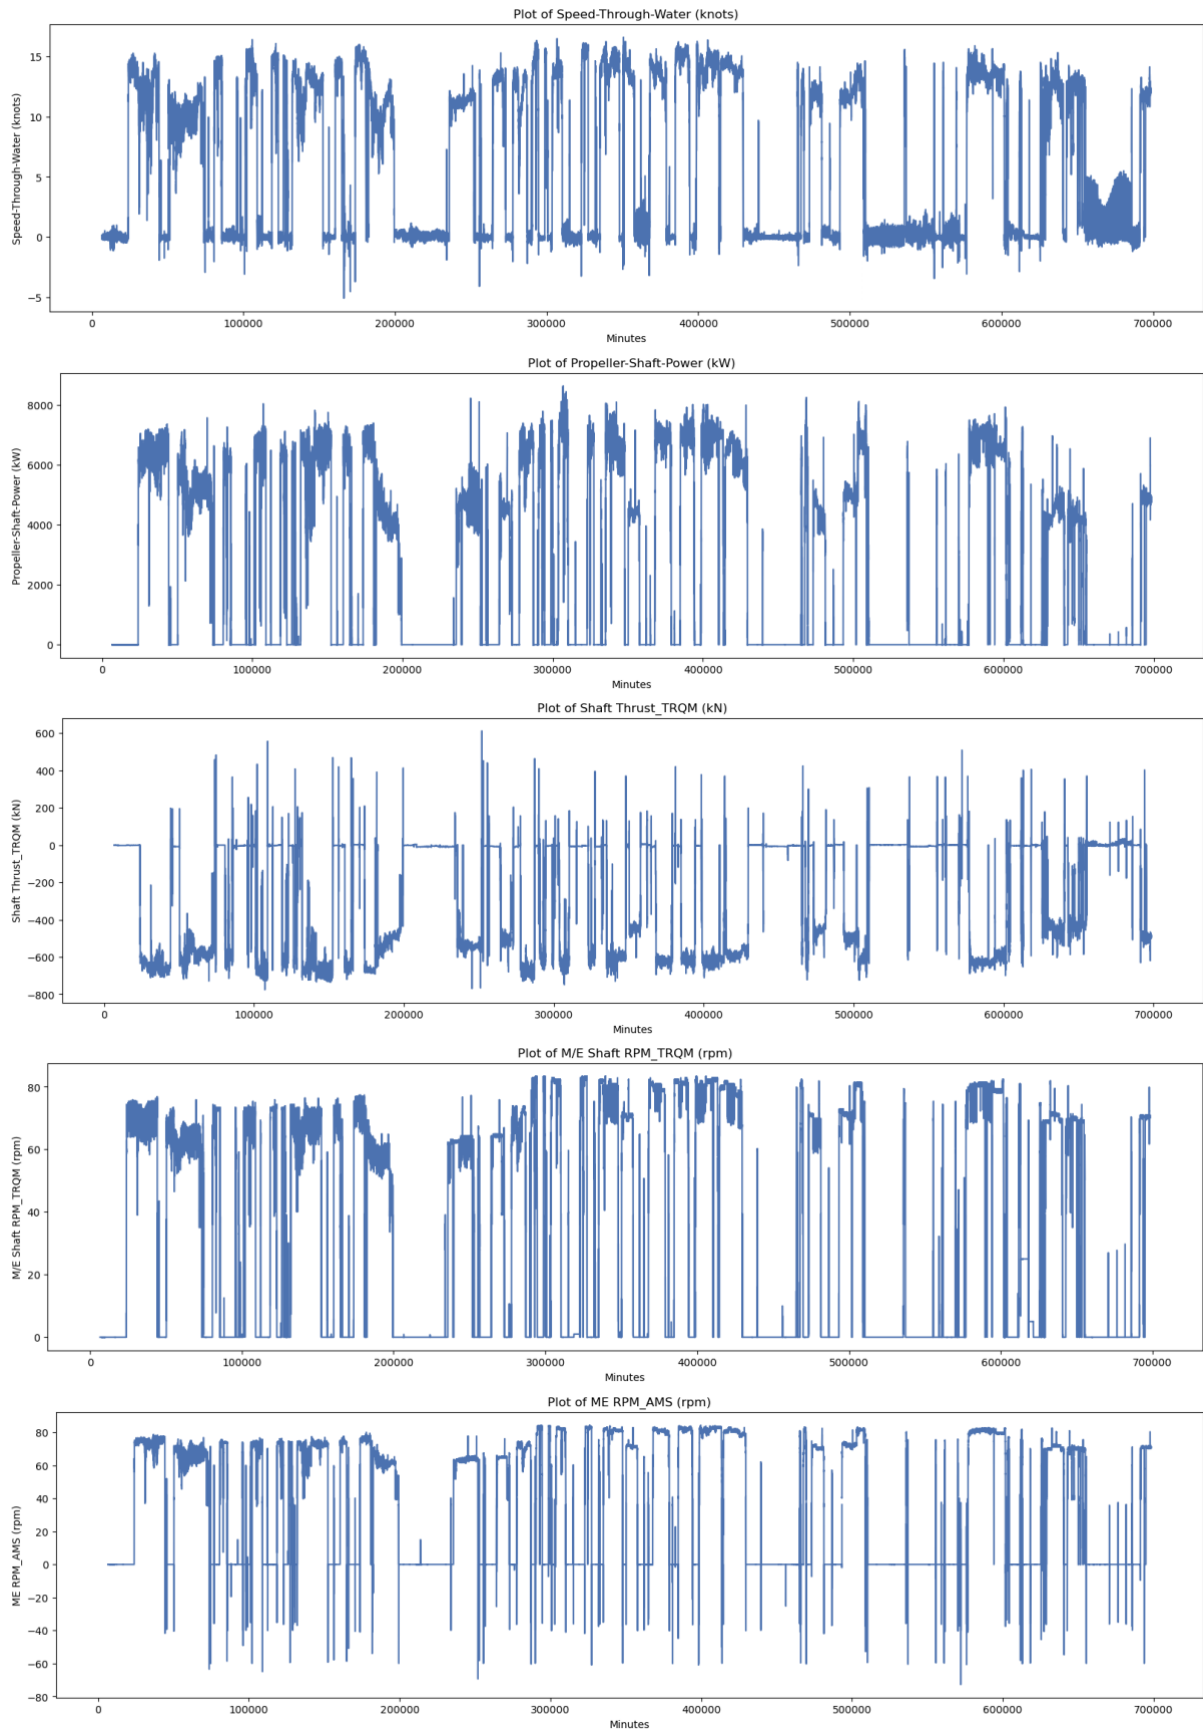 Plot of Speed-Through-Water (knots)
15
10
5
0
−5
Speed-Through-Water (knots)
0 100000 200000 300000 400000 500000 600000 700000
Minutes
Plot of Propeller-Shaft-Power (kW)
8000
6000
4000
2000
0
Propeller-Shaft-Power (kW)
0 100000 200000 300000 400000 500000 600000 700000
Minutes
Plot of Shaft Thrust_TRQM (kN)
600
400
200
0
−200
−400
−600
−800
Shaft Thrust_TRQM (kN)
0 100000 200000 300000 400000 500000 600000 700000
Minutes
Plot of M/E Shaft RPM_TRQM (rpm)
80
60
40
20
0
M/E Shaft RPM_TRQM (rpm)
0 100000 200000 300000 400000 500000 600000 700000
Minutes
Plot of ME RPM_AMS (rpm)
80
60
40
20
0
−20
−40
−60
−80
ME RPM_AMS (rpm)
0 100000 200000 300000 400000 500000 600000 700000
Minutes